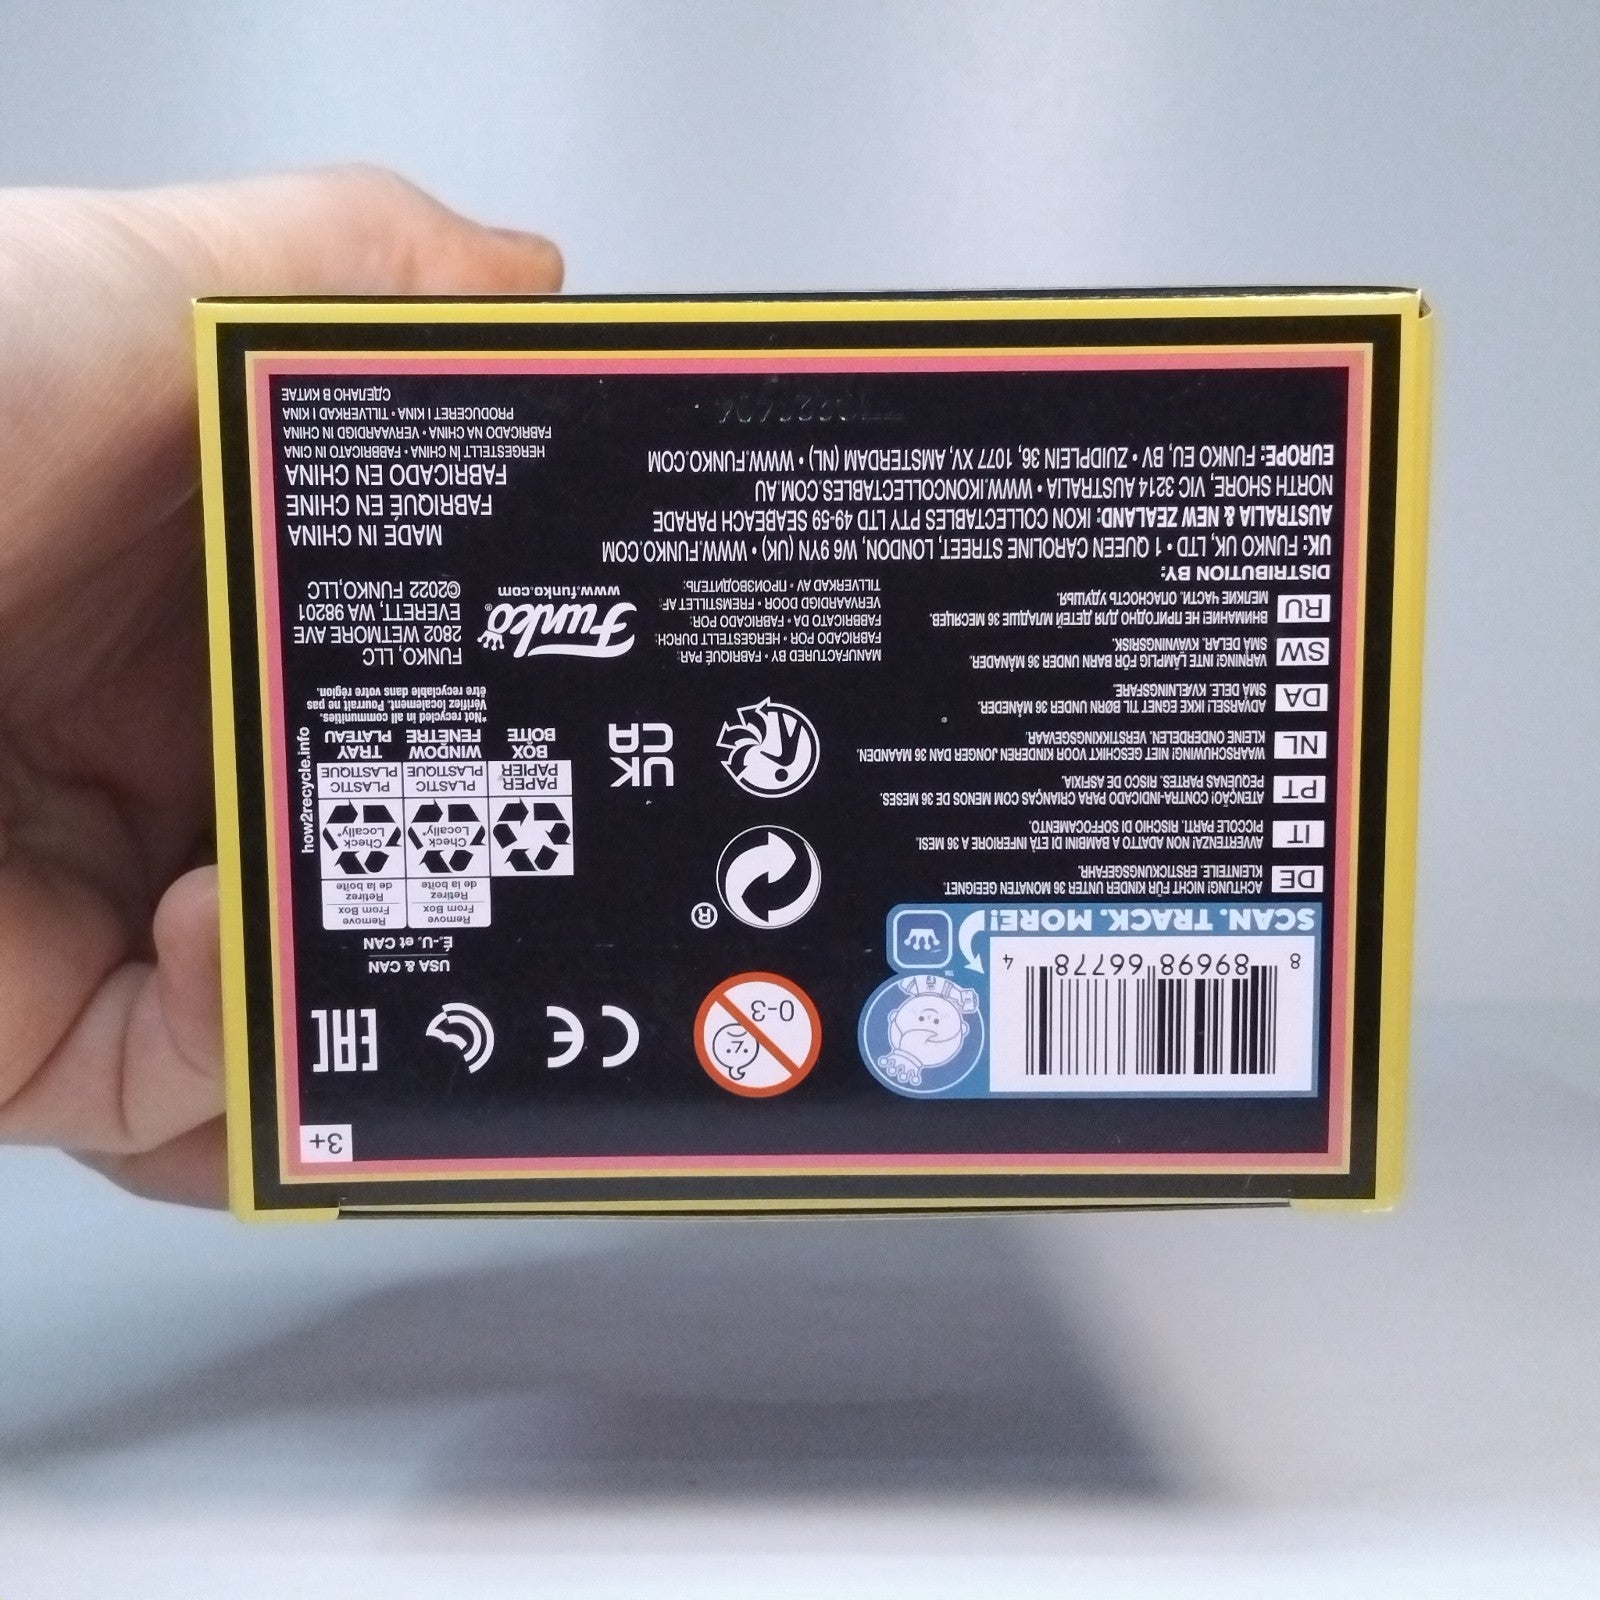 3+
8 89698 66778 4
SCAN. TRACK. MORE!
™
0-3
CE
EAC
USA & CAN
É.-U. et CAN
Remove
From Box
Retirez
de la boîte
Remove
From Box
Retirez
de la boîte
Check
Locally*
Check
Locally*
PAPER
PAPIER
PLASTIC
PLASTIQUE
PLASTIC
PLASTIQUE
BOX
BOÎTE
WINDOW
FENÊTRE
TRAY
PLATEAU
how2recycle.info
*Not recycled in all communities.
Vérifiez localement. Pourrait ne pas
être recyclable dans votre région.
®
UK
CA
DE
ACHTUNG! NICHT FÜR KINDER UNTER 36 MONATEN GEEIGNET.
KLEINTEILE. ERSTICKUNGSGEFAHR.
IT
AVVERTENZA! NON ADATTO A BAMBINI DI ETÀ INFERIORE A 36 MESI.
PICCOLE PARTI. RISCHIO DI SOFFOCAMENTO.
PT
ATENÇÃO! CONTRA-INDICADO PARA CRIANÇAS COM MENOS DE 36 MESES.
PEQUENAS PARTES. RISCO DE ASFIXIA.
NL
WAARSCHUWING! NIET GESCHIKT VOOR KINDEREN JONGER DAN 36 MAANDEN.
KLEINE ONDERDELEN. VERSTIKKINGSGEVAAR.
DA
ADVARSEL! IKKE EGNET TIL BØRN UNDER 36 MÅNEDER.
SMÅ DELE. KVÆLNINGSFARE.
SW
VARNING! INTE LÄMPLIG FÖR BARN UNDER 36 MÅNADER.
SMÅ DELAR. KVÄVNINGSRISK.
RU
ВНИМАНИЕ! НЕ ПРИГОДНО ДЛЯ ДЕТЕЙ МЛАДШЕ 36 МЕСЯЦЕВ.
МЕЛКИЕ ЧАСТИ. ОПАСНОСТЬ УДУШЬЯ.
MANUFACTURED BY • FABRIQUÉ PAR:
FABRICADO POR • HERGESTELLT DURCH:
FABRICATO DA • FABRICADO POR:
VERVAARDIGD DOOR • FREMSTILLET AF:
TILLVERKAD AV • ПРОИЗВОДИТЕЛЬ:
Funko®
www.funko.com
FUNKO, LLC
2802 WETMORE AVE
EVERETT, WA 98201
©2022 FUNKO,LLC
DISTRIBUTION BY:
UK: FUNKO UK, LTD • 1 QUEEN CAROLINE STREET, LONDON, W6 9YN (UK) • WWW.FUNKO.COM
AUSTRALIA & NEW ZEALAND: IKON COLLECTABLES PTY LTD 49-59 SEABEACH PARADE
NORTH SHORE, VIC 3214 AUSTRALIA • WWW.IKONCOLLECTABLES.COM.AU
EUROPE: FUNKO EU, BV • ZUIDPLEIN 36, 1077 XV, AMSTERDAM (NL) • WWW.FUNKO.COM
MADE IN CHINA
FABRIQUÉ EN CHINE
FABRICADO EN CHINA
HERGESTELLT IN CHINA • FABBRICATO IN CINA
FABRICADO NA CHINA • VERVAARDIGD IN CHINA
PRODUCERET I KINA • TILLVERKAD I KINA
СДЕЛАНО В КИТАЕ